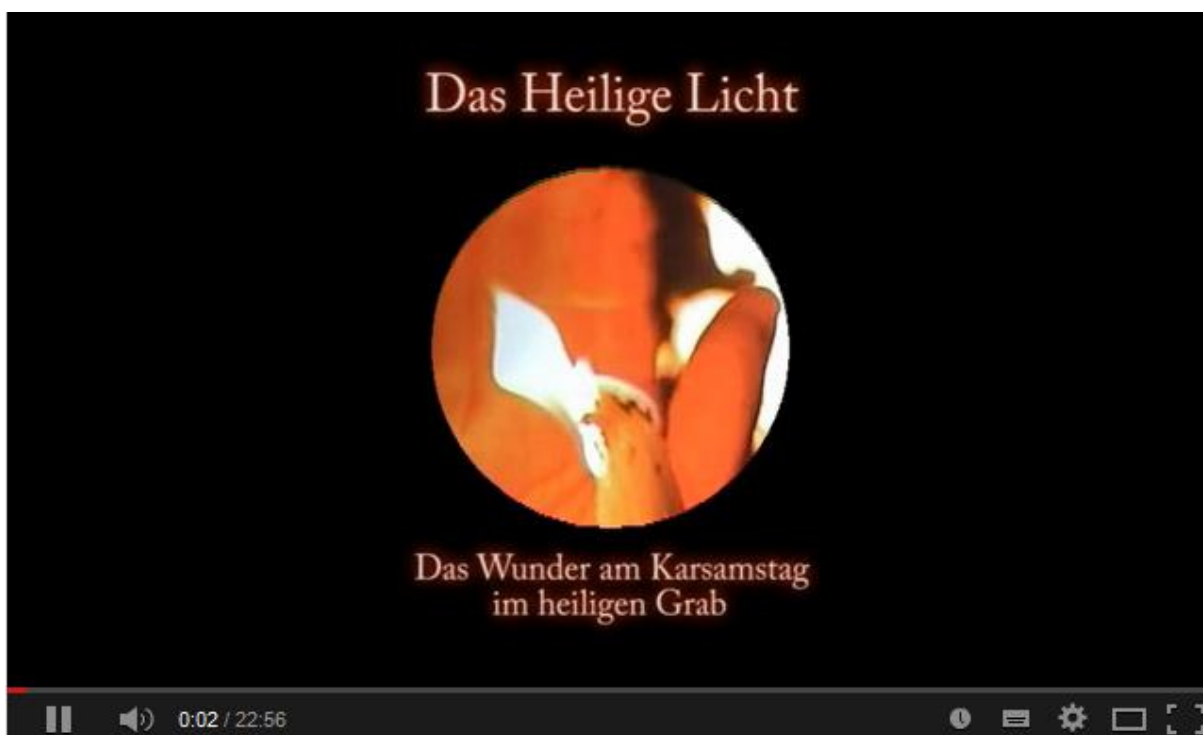 Das Heilige Licht
Das Wunder am Karsamstag
im heiligen Grab
0:02 / 22:56